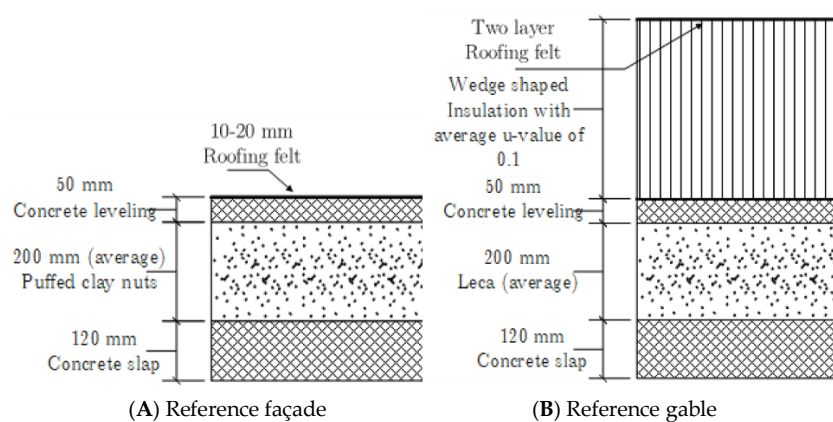 10-20 mm
Roofing felt
50 mm
Concrete leveling
200 mm (average)
Puffed clay nuts
120 mm
Concrete slap
(A) Reference façade
Two layer
Roofing felt
Wedge shaped
Insulation with
average u-value of
0.1
50 mm
Concrete leveling
200 mm
Leca (average)
120 mm
Concrete slap
(B) Reference gable